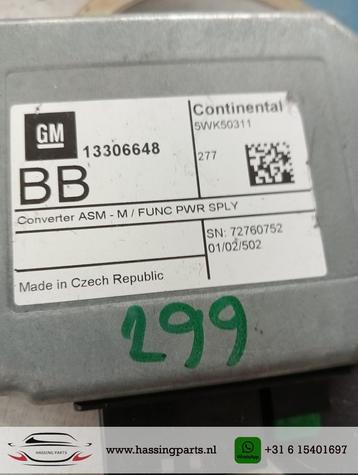 GM
13306648
Continental
5WK50311
277
BB
Converter ASM - M / FUNC PWR SPLY
SN: 72760752
01/02/502
Made in Czech Republic
299
HASSING PARTS
www.hassingparts.nl
WhatsApp
+31 6 15401697